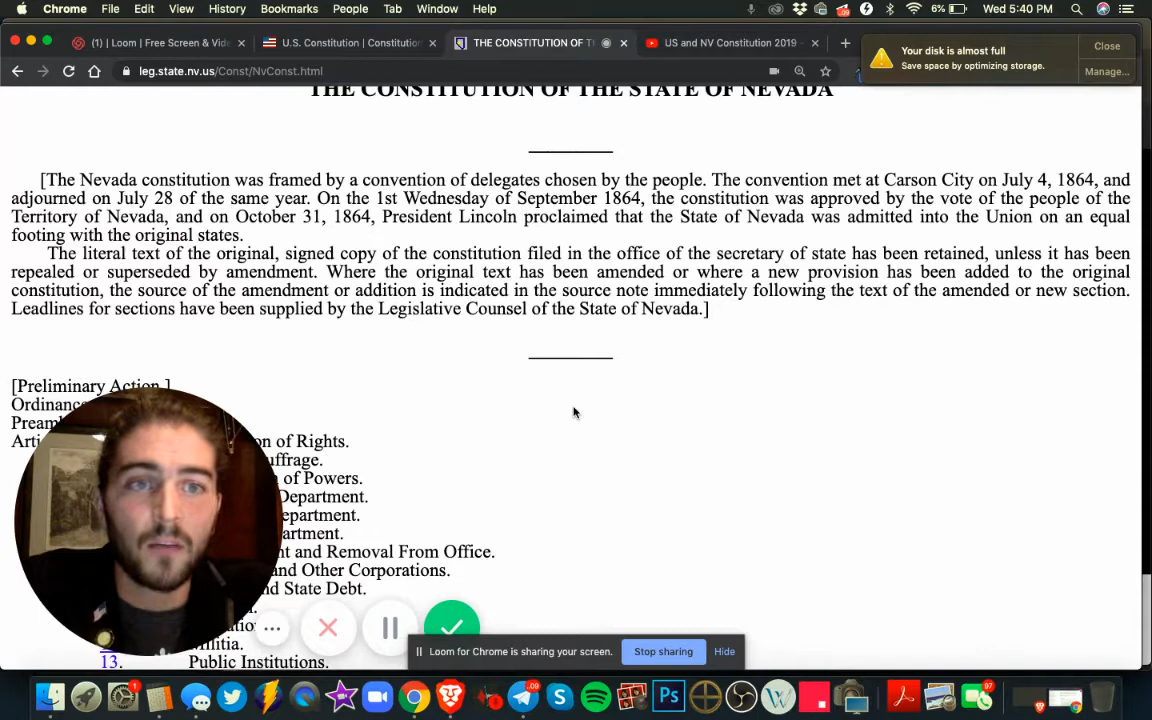 Chrome File Edit View History Bookmarks People Tab Window Help 6% Wed 5:40 PM
(1) | Loom | Free Screen & Vid
U.S. Constitution | Constitution
THE CONSTITUTION OF T
US and NV Constitution 2019 -
Your disk is almost full
Save space by optimizing storage.
Close
Manage...
leg.state.nv.us/Const/NvConst.html
THE CONSTITUTION OF THE STATE OF NEVADA
[The Nevada constitution was framed by a convention of delegates chosen by the people. The convention met at Carson City on July 4, 1864, and
adjourned on July 28 of the same year. On the 1st Wednesday of September 1864, the constitution was approved by the vote of the people of the
Territory of Nevada, and on October 31, 1864, President Lincoln proclaimed that the State of Nevada was admitted into the Union on an equal
footing with the original states.
The literal text of the original, signed copy of the constitution filed in the office of the secretary of state has been retained, unless it has been
repealed or superseded by amendment. Where the original text has been amended or where a new provision has been added to the original
constitution, the source of the amendment or addition is indicated in the source note immediately following the text of the amended or new section.
Leadlines for sections have been supplied by the Legislative Counsel of the State of Nevada.]
[Preliminary Action.]
Ordinance
Pream
Arti on of Rights.
uffrage.
of Powers.
Department.
epartment.
artment.
nt and Removal From Office.
and Other Corporations.
nd State Debt.
Militia.
13. Public Institutions.
Loom for Chrome is sharing your screen. Stop sharing Hide
1
.09
Ps
97